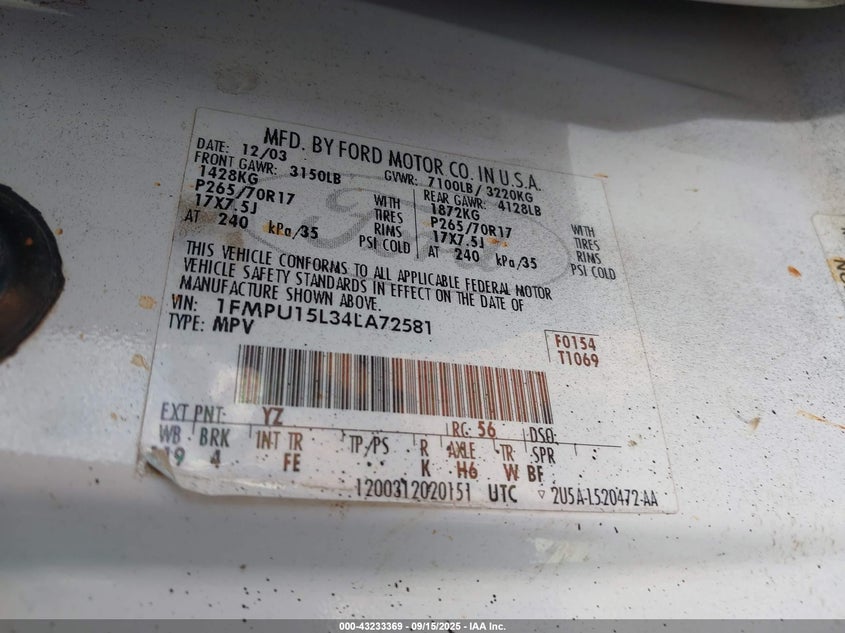 MFD. BY FORD MOTOR CO. IN U.S.A.
DATE: 12/03 GVWR: 7100LB/ 3220KG
FRONT GAWR: 3150LB REAR GAWR: 4128LB
1428KG 1872KG
P265/70R17 WITH P265/70R17 WITH
17X7.5J TIRES 17X7.5J TIRES
RIMS RIMS
AT 240 kPa/35 PSI COLD AT 240 kPa/35 PSI COLD
THIS VEHICLE CONFORMS TO ALL APPLICABLE FEDERAL MOTOR
VEHICLE SAFETY STANDARDS IN EFFECT ON THE DATE OF
MANUFACTURE SHOWN ABOVE.
VIN: 1FMPU15L34LA72581
TYPE: MPV
F0154
T1069
EXT PNT: YZ RC: 56 DSO:
WB BRK INT TR TP/PS R AXLE TR SPR
19 4 FE K H6 W BF
1200312020151 UTC 2U5A-1520472-AA
Ford
000-43233369 - 09/15/2025 - IAA Inc.